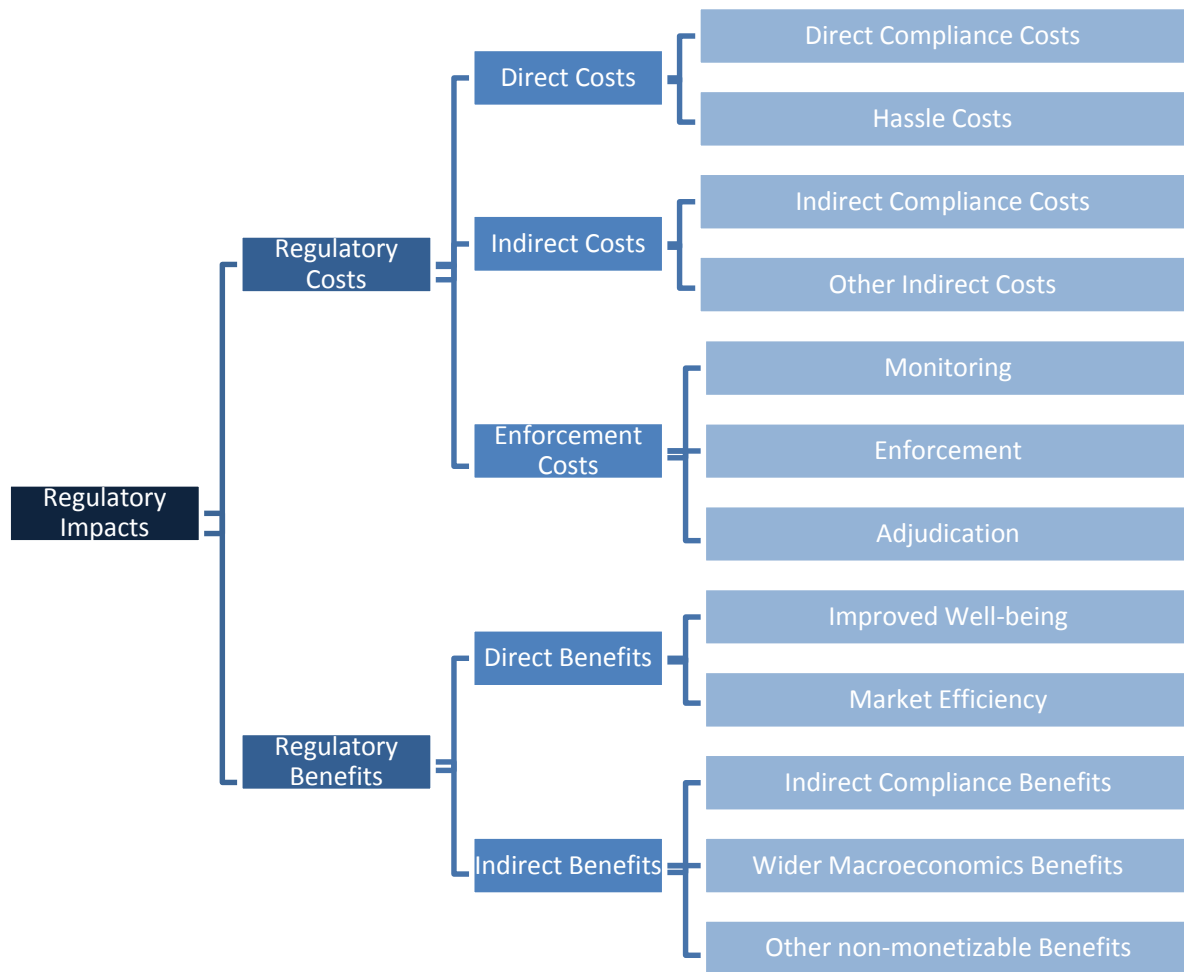 Direct Compliance Costs
Direct Costs
Hassle Costs
Indirect Compliance Costs
Regulatory
Costs
Indirect Costs
Other Indirect Costs
Monitoring
Enforcement
Costs
Enforcement
Regulatory
Impacts
Adjudication
Improved Well-being
Direct Benefits
Market Efficiency
Regulatory
Benefits
Indirect Compliance Benefits
Indirect Benefits
Wider Macroeconomics Benefits
Other non-monetizable Benefits